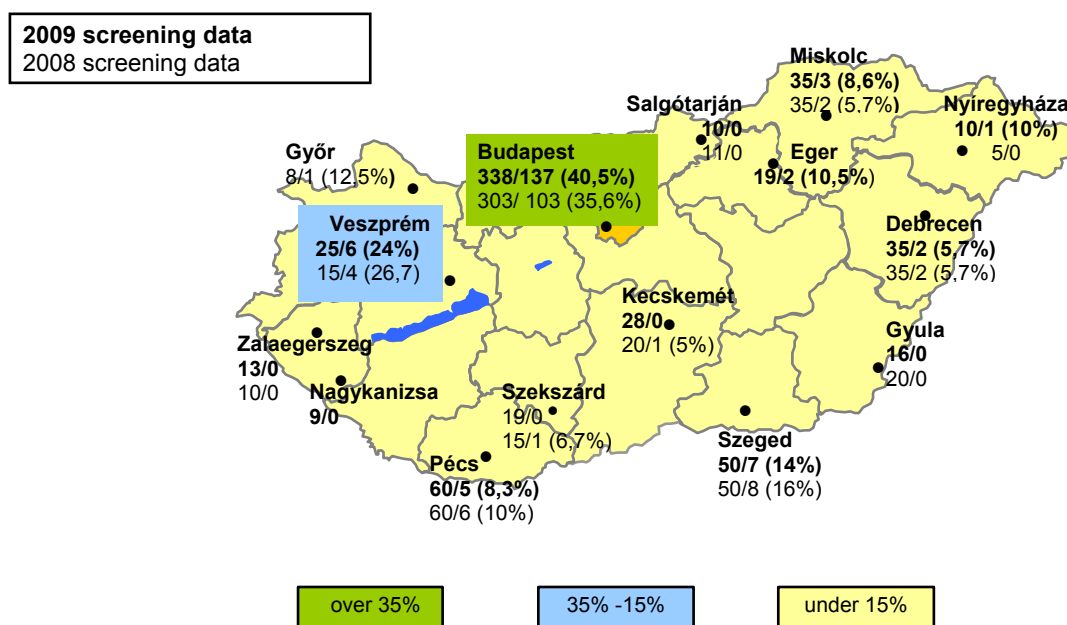 2009 screening data
2008 screening data
Miskolc
35/3 (8,6%)
35/2 (5,7%)
Salgótarján
10/0
11/0
Nyíregyháza
10/1 (10%)
5/0
Győr
8/1 (12,5%)
Budapest
338/137 (40,5%)
303/ 103 (35,6%)
Eger
19/2 (10,5%)
Veszprém
25/6 (24%)
15/4 (26,7)
Debrecen
35/2 (5,7%)
35/2 (5,7%)
Kecskemét
28/0
20/1 (5%)
Gyula
16/0
20/0
Zalaegerszeg
13/0
10/0
Nagykanizsa
9/0
Szekszárd
19/0
15/1 (6,7%)
Szeged
50/7 (14%)
50/8 (16%)
Pécs
60/5 (8,3%)
60/6 (10%)
over 35%
35% -15%
under 15%